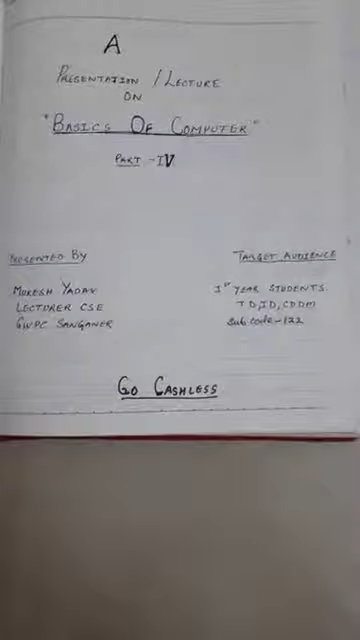 A
PRESENTATION / LECTURE
ON
"BASICS OF COMPUTER"
PART - IV
PRESENTED BY
MUKESH YADAV
LECTURER CSE
GWPC SANGANER
TARGET AUDIENCE
1st YEAR STUDENTS
TD, ID, CDDM
Sub code - 122
GO CASHLESS